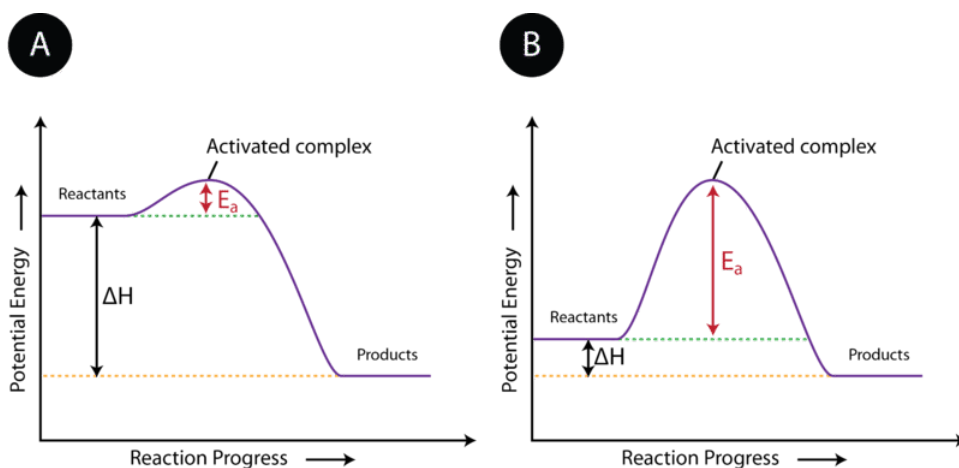 A
Activated complex
Reactants
Eₐ
ΔH
Products
Potential Energy
Reaction Progress
B
Activated complex
Eₐ
Reactants
ΔH
Products
Potential Energy
Reaction Progress